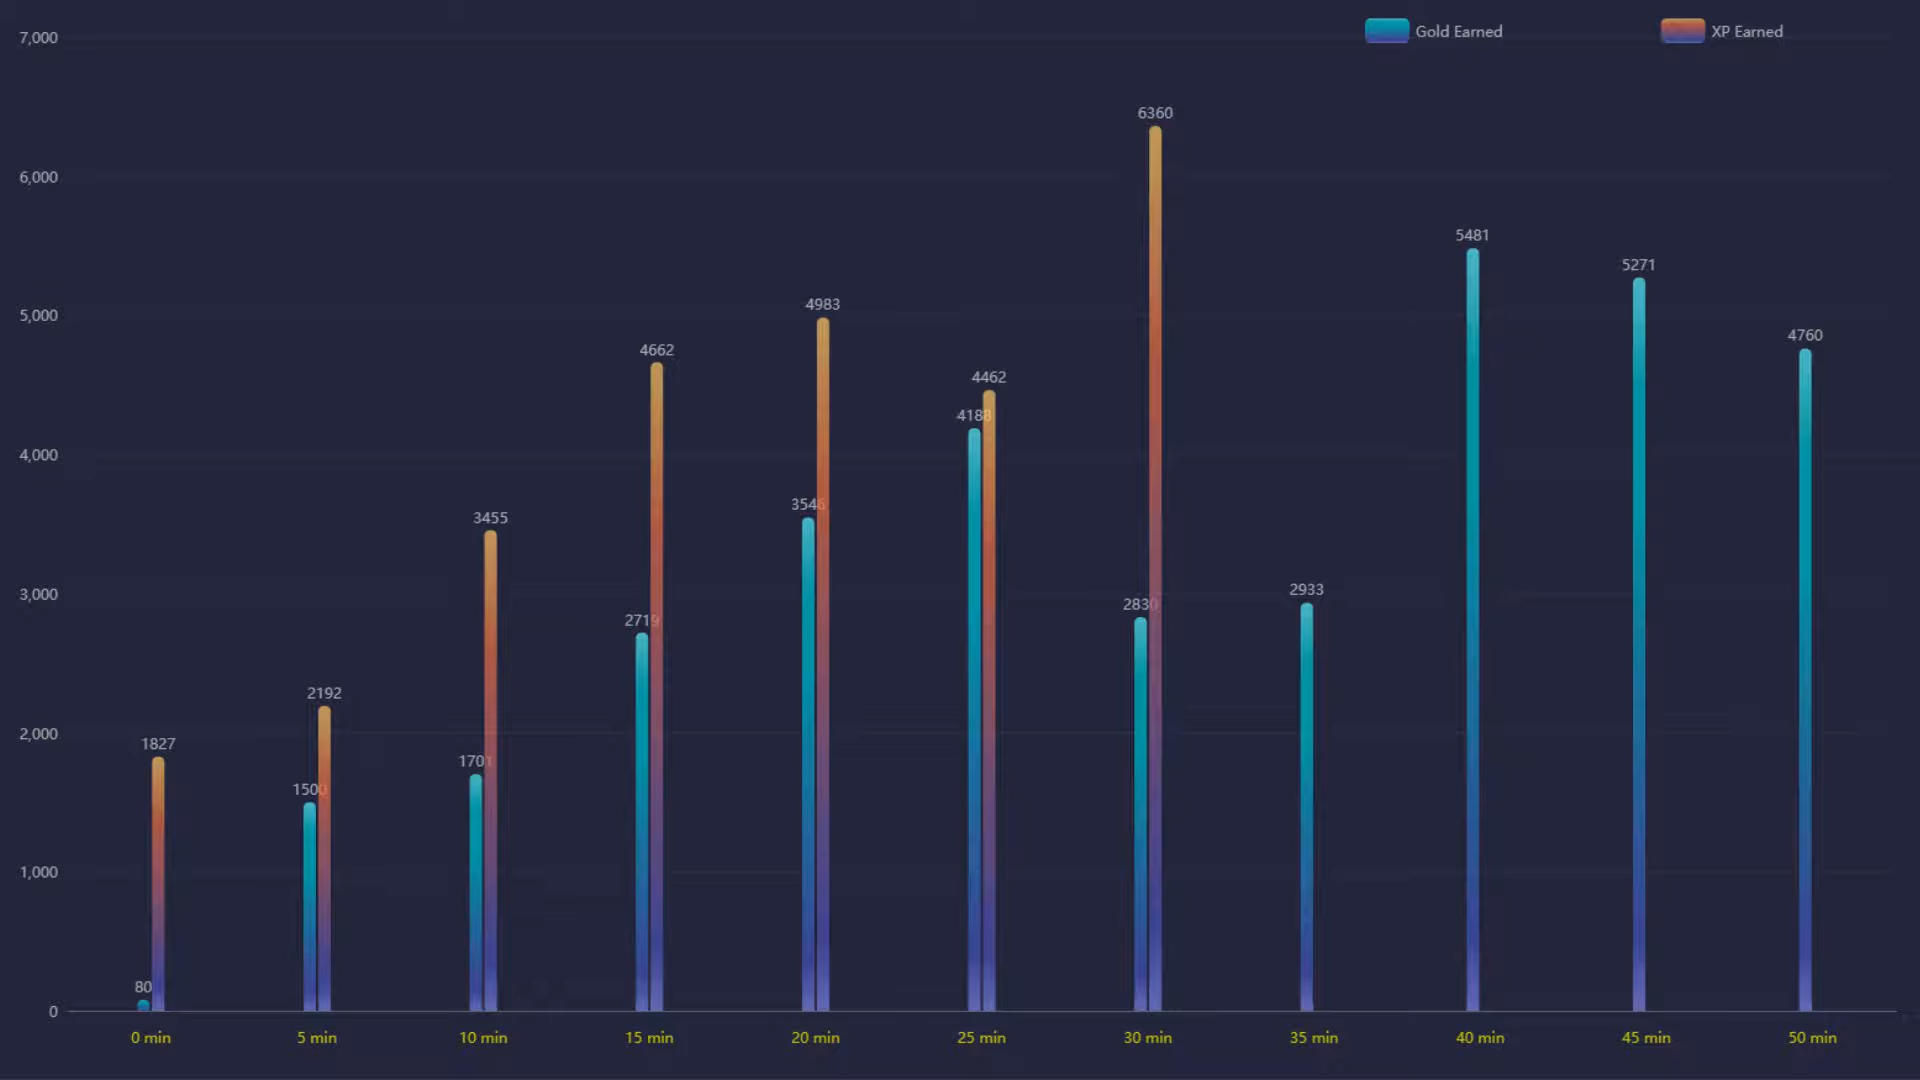 Gold Earned
XP Earned
7,000
6,000
5,000
4,000
3,000
2,000
1,000
0
80
1827
1500
2192
1701
3455
2719
4662
3546
4983
4188
4462
2830
6360
2933
5481
5271
4760
0 min
5 min
10 min
15 min
20 min
25 min
30 min
35 min
40 min
45 min
50 min